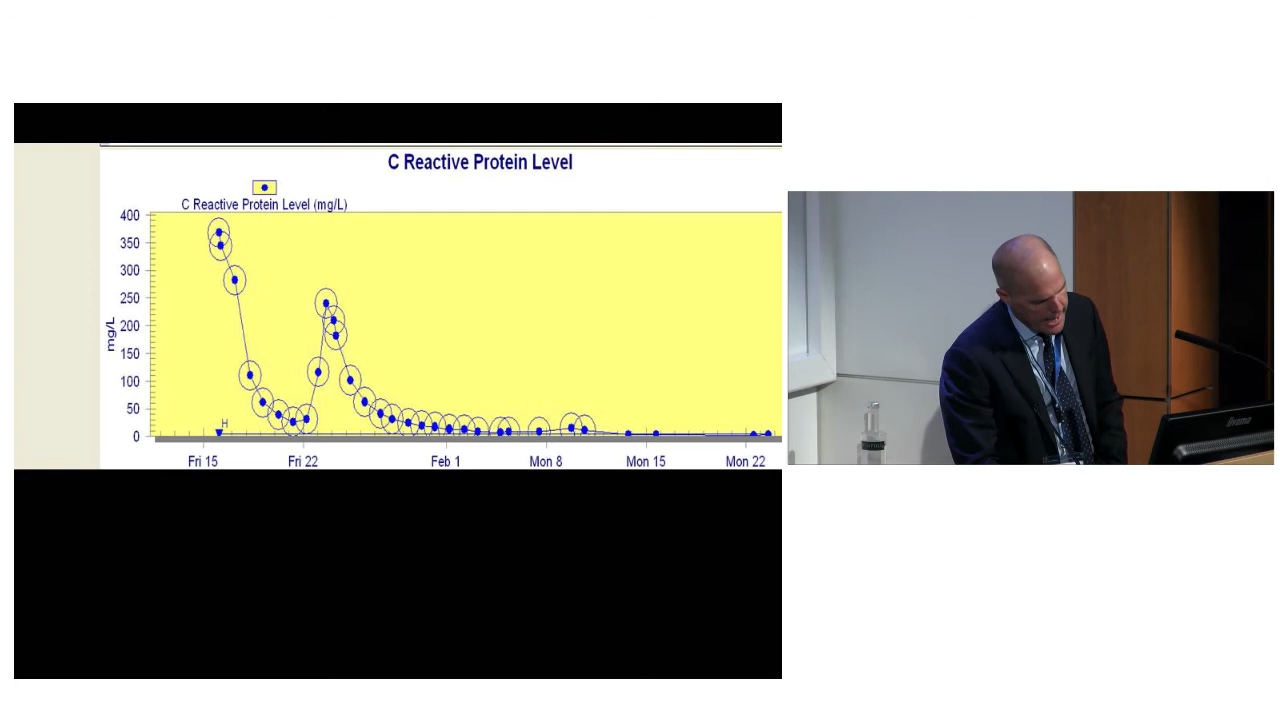 C Reactive Protein Level
C Reactive Protein Level (mg/L)
400
350
300
250
200
150
100
50
0
mg/L
H
Fri 15
Fri 22
Feb 1
Mon 8
Mon 15
Mon 22
iiyama